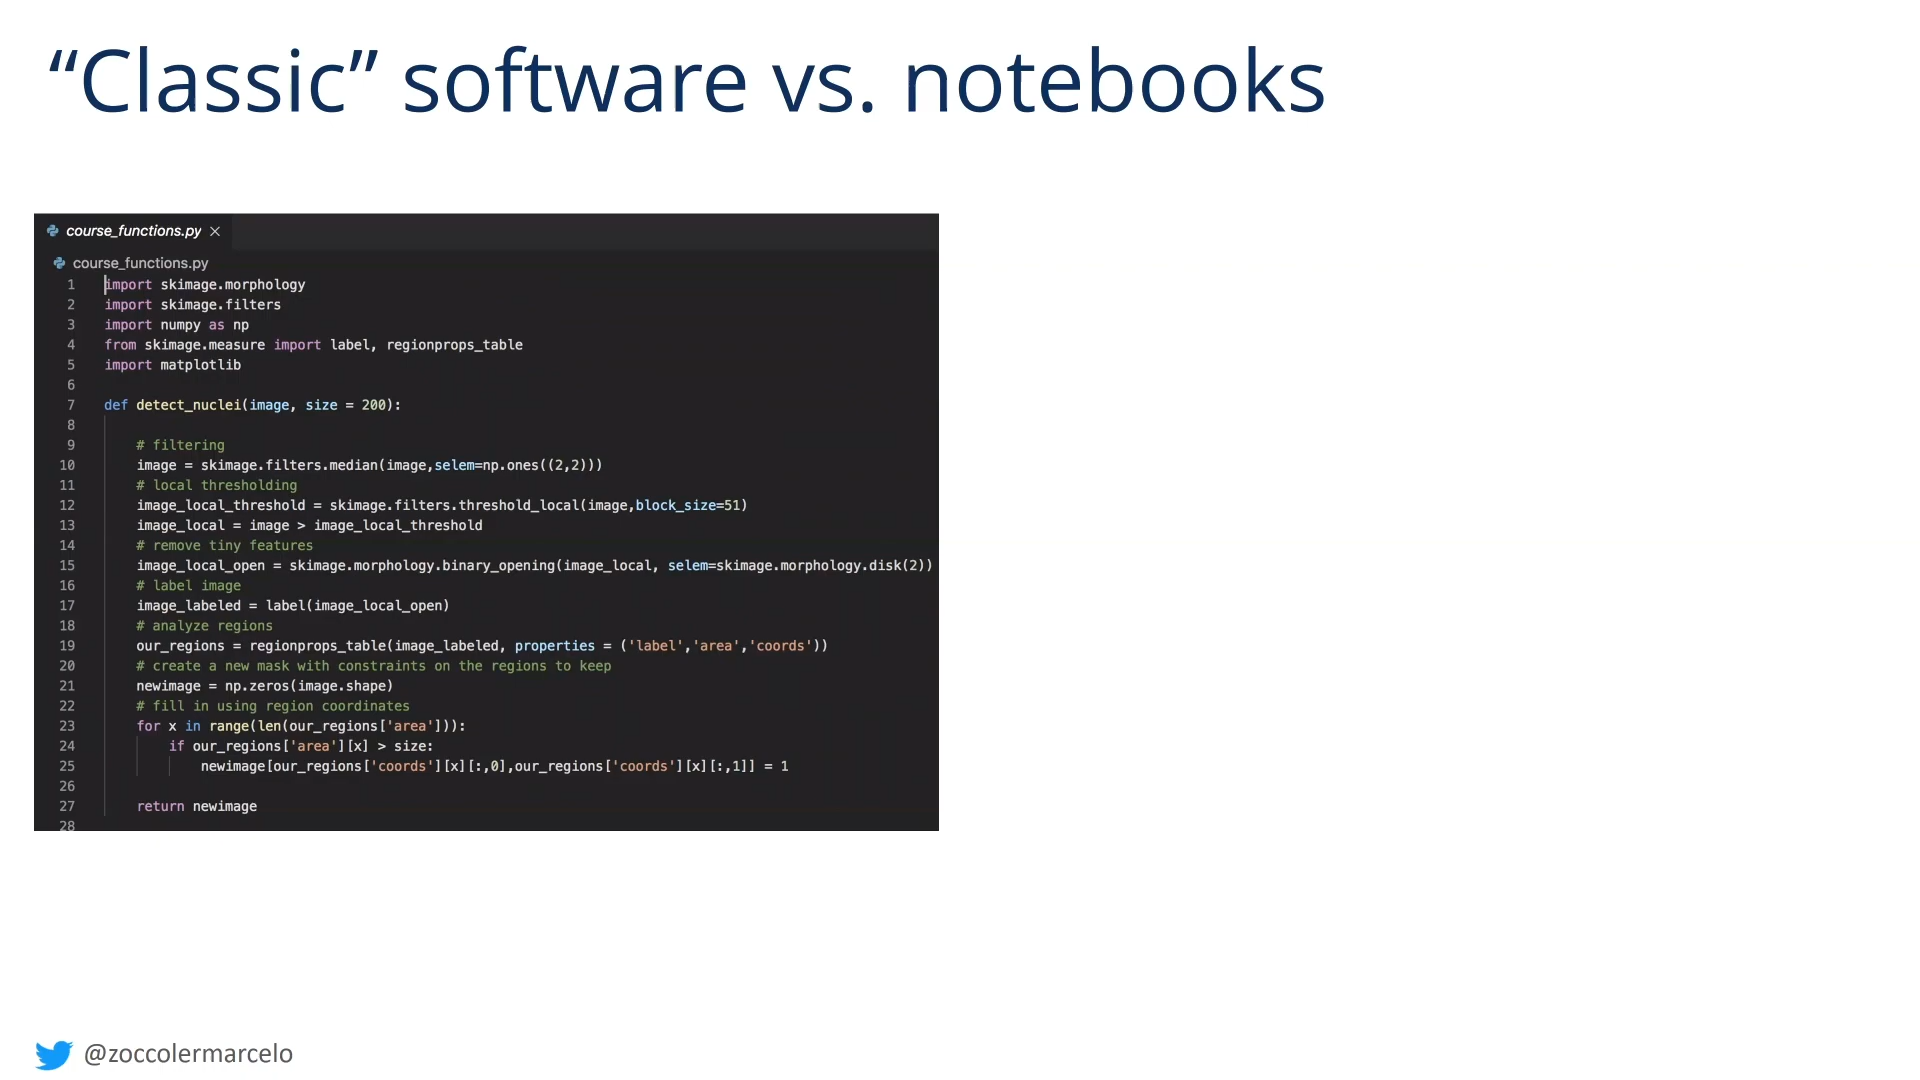 “Classic” software vs. notebooks
course_functions.py
course_functions.py
1 import skimage.morphology
2 import skimage.filters
3 import numpy as np
4 from skimage.measure import label, regionprops_table
5 import matplotlib
6
7 def detect_nuclei(image, size = 200):
8
9     # filtering
10     image = skimage.filters.median(image,selem=np.ones((2,2)))
11     # local thresholding
12     image_local_threshold = skimage.filters.threshold_local(image,block_size=51)
13     image_local = image > image_local_threshold
14     # remove tiny features
15     image_local_open = skimage.morphology.binary_opening(image_local, selem=skimage.morphology.disk(2))
16     # label image
17     image_labeled = label(image_local_open)
18     # analyze regions
19     our_regions = regionprops_table(image_labeled, properties = ('label','area','coords'))
20     # create a new mask with constraints on the regions to keep
21     newimage = np.zeros(image.shape)
22     # fill in using region coordinates
23     for x in range(len(our_regions['area'])):
24         if our_regions['area'][x] > size:
25             newimage[our_regions['coords'][x][:,0],our_regions['coords'][x][:,1]] = 1
26
27     return newimage
28
@zoccolermarcelo